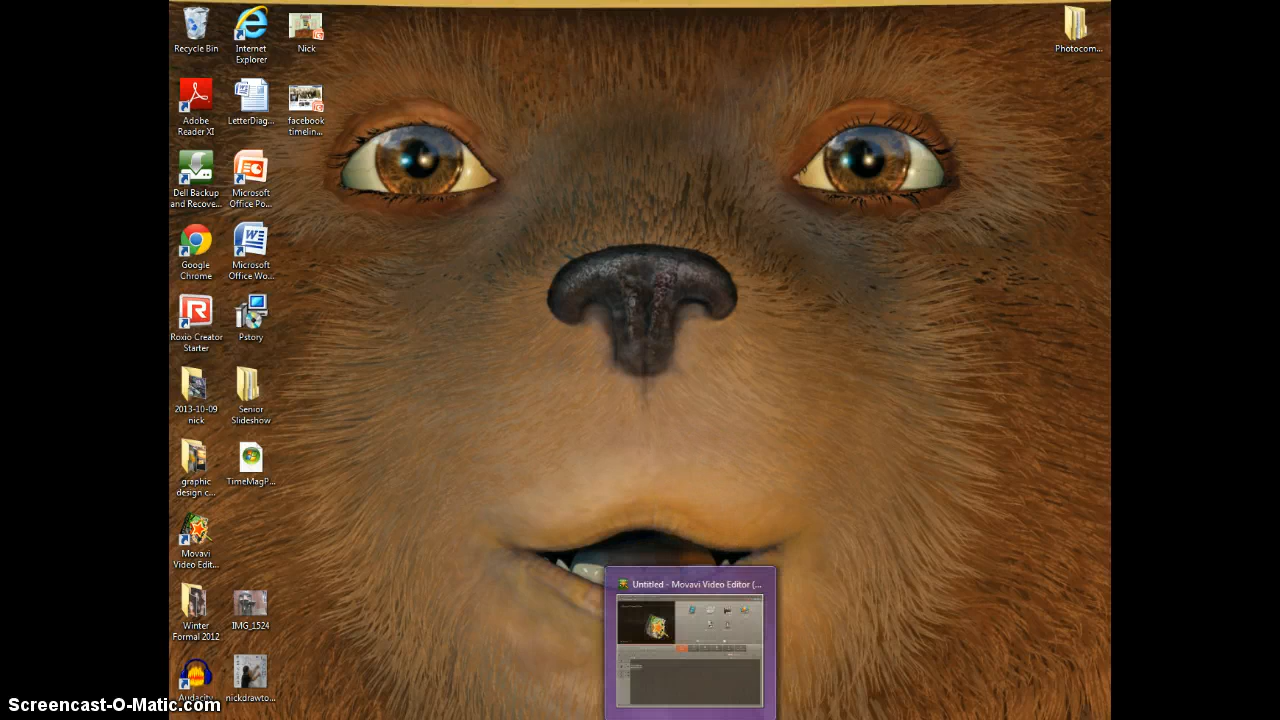 Recycle Bin
Internet
Explorer
Nick
Photocom...
Adobe
Reader XI
LetterDiag...
facebook
timelin...
Dell Backup
and Recove...
Microsoft
Office Po...
Google
Chrome
Microsoft
Office Wo...
Roxio Creator
Starter
Pstory
2013-10-09
nick
Senior
Slideshow
graphic
design c...
TimeMagP...
Movavi
Video Edit...
Untitled - Movavi Video Editor (...
Winter
Formal 2012
IMG_1524
Audacity
nickdrawto...
Screencast-O-Matic.com